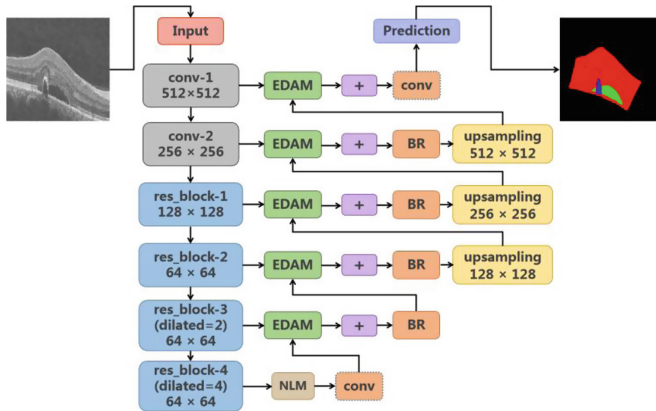 Input
Prediction
conv-1
512×512
EDAM
+
conv
conv-2
256 × 256
EDAM
+
BR
upsampling
512 × 512
res_block-1
128 × 128
EDAM
+
BR
upsampling
256 × 256
res_block-2
64 × 64
EDAM
+
BR
upsampling
128 × 128
res_block-3
(dilated=2)
64 × 64
EDAM
+
BR
res_block-4
(dilated=4)
64 × 64
NLM
conv